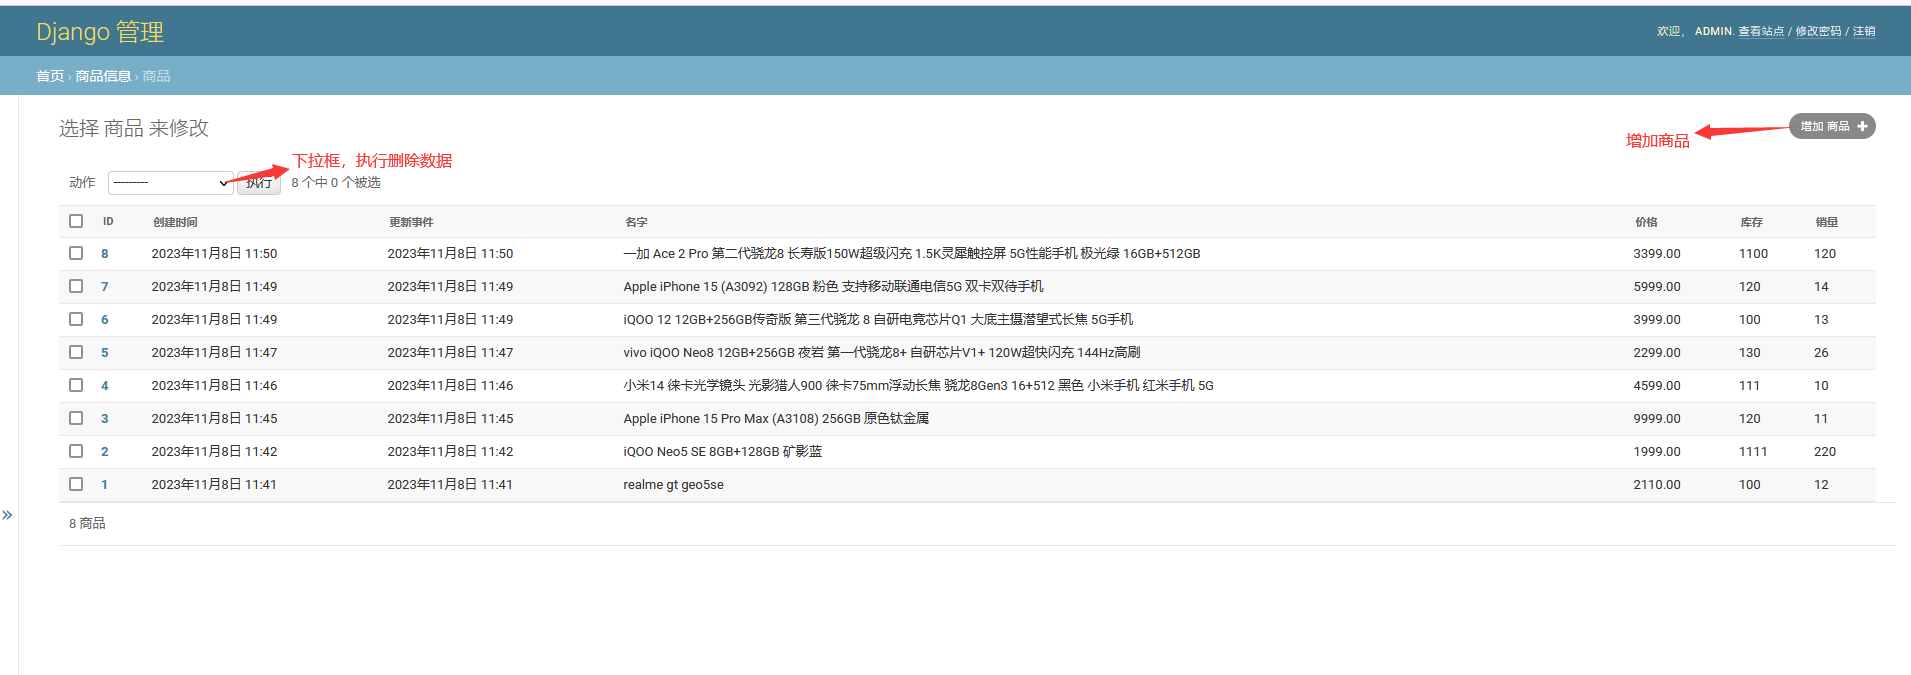 Django 管理
欢迎， ADMIN. 查看站点 / 修改密码 / 注销
首页 › 商品信息 › 商品
选择 商品 来修改
增加 商品 +
增加商品
下拉框，执行删除数据
动作 --------- 执行 8 个中 0 个被选
ID 创建时间 更新事件 名字 价格 库存 销量
8 2023年11月8日 11:50 2023年11月8日 11:50 一加 Ace 2 Pro 第二代骁龙8 长寿版150W超级闪充 1.5K灵犀触控屏 5G性能手机 极光绿 16GB+512GB 3399.00 1100 120
7 2023年11月8日 11:49 2023年11月8日 11:49 Apple iPhone 15 (A3092) 128GB 粉色 支持移动联通电信5G 双卡双待手机 5999.00 120 14
6 2023年11月8日 11:49 2023年11月8日 11:49 iQOO 12 12GB+256GB传奇版 第三代骁龙 8 自研电竞芯片Q1 大底主摄潜望式长焦 5G手机 3999.00 100 13
5 2023年11月8日 11:47 2023年11月8日 11:47 vivo iQOO Neo8 12GB+256GB 夜岩 第一代骁龙8+ 自研芯片V1+ 120W超快闪充 144Hz高刷 2299.00 130 26
4 2023年11月8日 11:46 2023年11月8日 11:46 小米14 徕卡光学镜头 光影猎人900 徕卡75mm浮动长焦 骁龙8Gen3 16+512 黑色 小米手机 红米手机 5G 4599.00 111 10
3 2023年11月8日 11:45 2023年11月8日 11:45 Apple iPhone 15 Pro Max (A3108) 256GB 原色钛金属 9999.00 120 11
2 2023年11月8日 11:42 2023年11月8日 11:42 iQOO Neo5 SE 8GB+128GB 矿影蓝 1999.00 1111 220
1 2023年11月8日 11:41 2023年11月8日 11:41 realme gt geo5se 2110.00 100 12
»
8 商品